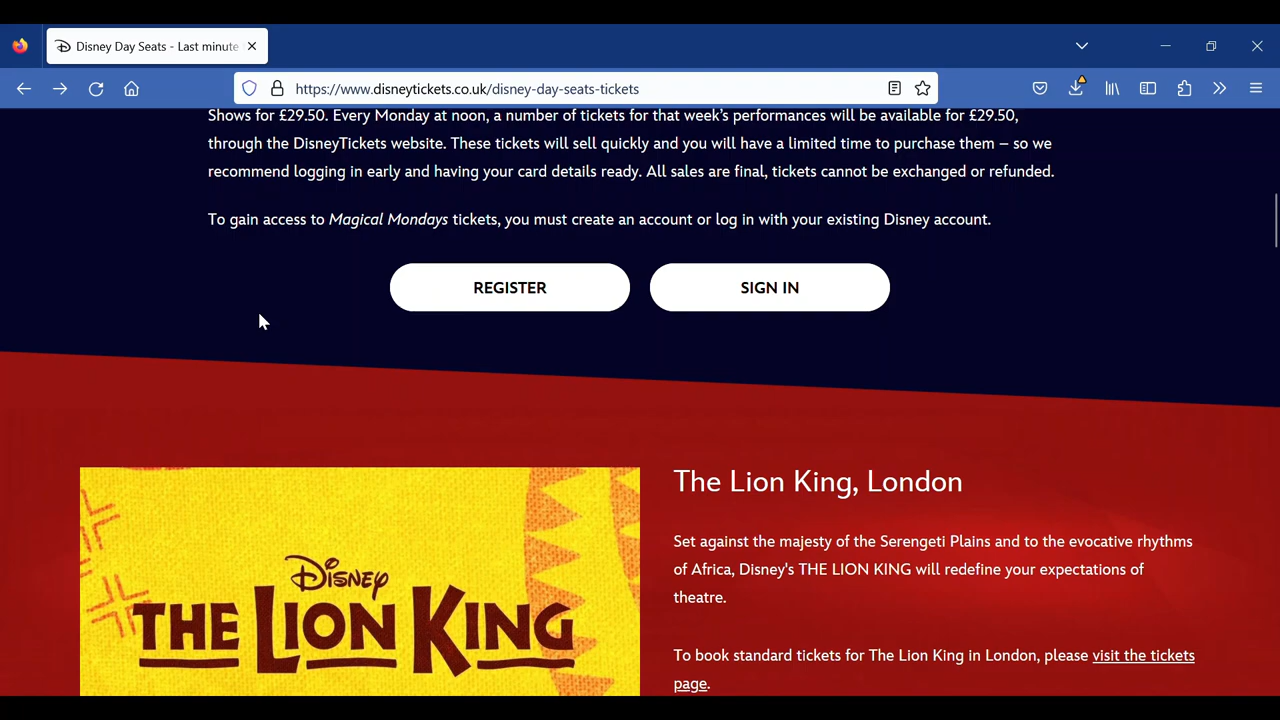 Disney Day Seats - Last minute
https://www.disneytickets.co.uk/disney-day-seats-tickets
Shows for £29.50. Every Monday at noon, a number of tickets for that week’s performances will be available for £29.50,
through the DisneyTickets website. These tickets will sell quickly and you will have a limited time to purchase them – so we
recommend logging in early and having your card details ready. All sales are final, tickets cannot be exchanged or refunded.
To gain access to Magical Mondays tickets, you must create an account or log in with your existing Disney account.
REGISTER
SIGN IN
The Lion King, London
Set against the majesty of the Serengeti Plains and to the evocative rhythms
of Africa, Disney's THE LION KING will redefine your expectations of
theatre.
To book standard tickets for The Lion King in London, please visit the tickets
page.
Disney
THE LION KING